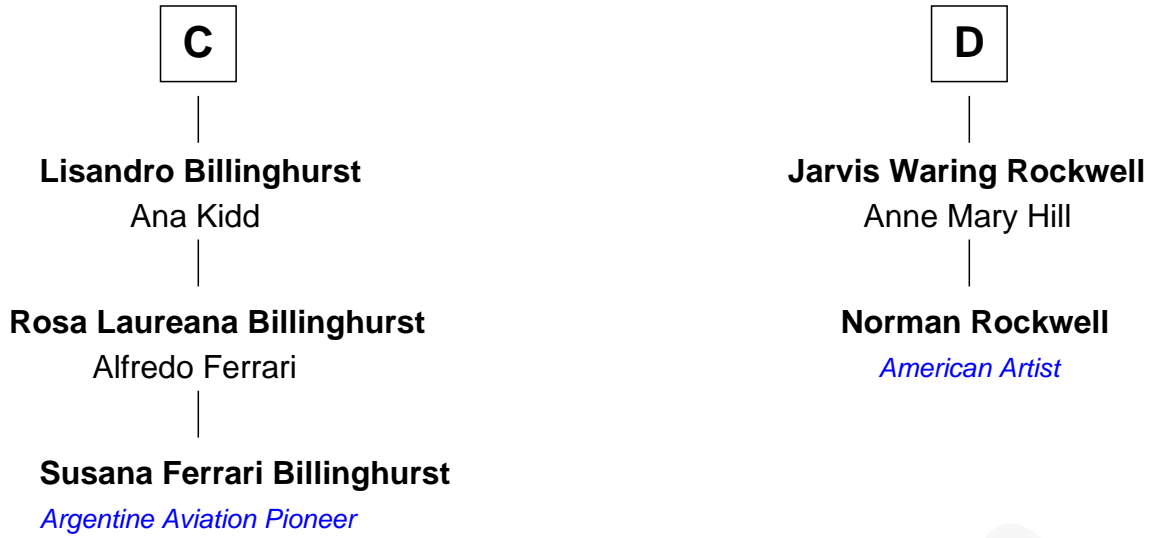 C
Lisandro Billinghurst
Ana Kidd
Rosa Laureana Billinghurst
Alfredo Ferrari
Susana Ferrari Billinghurst
Argentine Aviation Pioneer
D
Jarvis Waring Rockwell
Anne Mary Hill
Norman Rockwell
American Artist